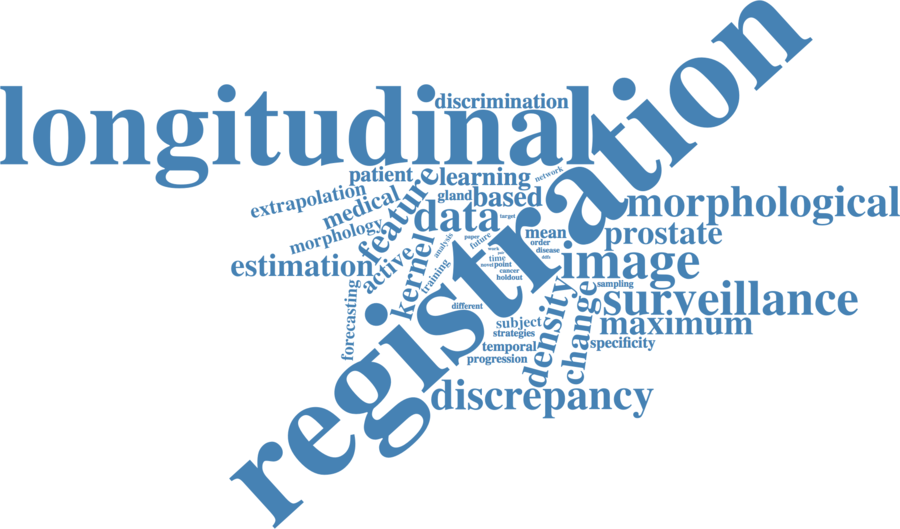 longitudinal
registration
discrimination
patient
learning
network
extrapolation
medical
feature
gland
based
data
target
morphological
morphology
mean
order
disease
diffs
prostate
estimation
active
kernel
analysis
paper
future
time
point
novel
cancer
holdout
image
training
forecasting
different
density
change
sampling
surveillance
maximum
specificity
subject
strategies
temporal
progression
discrepancy